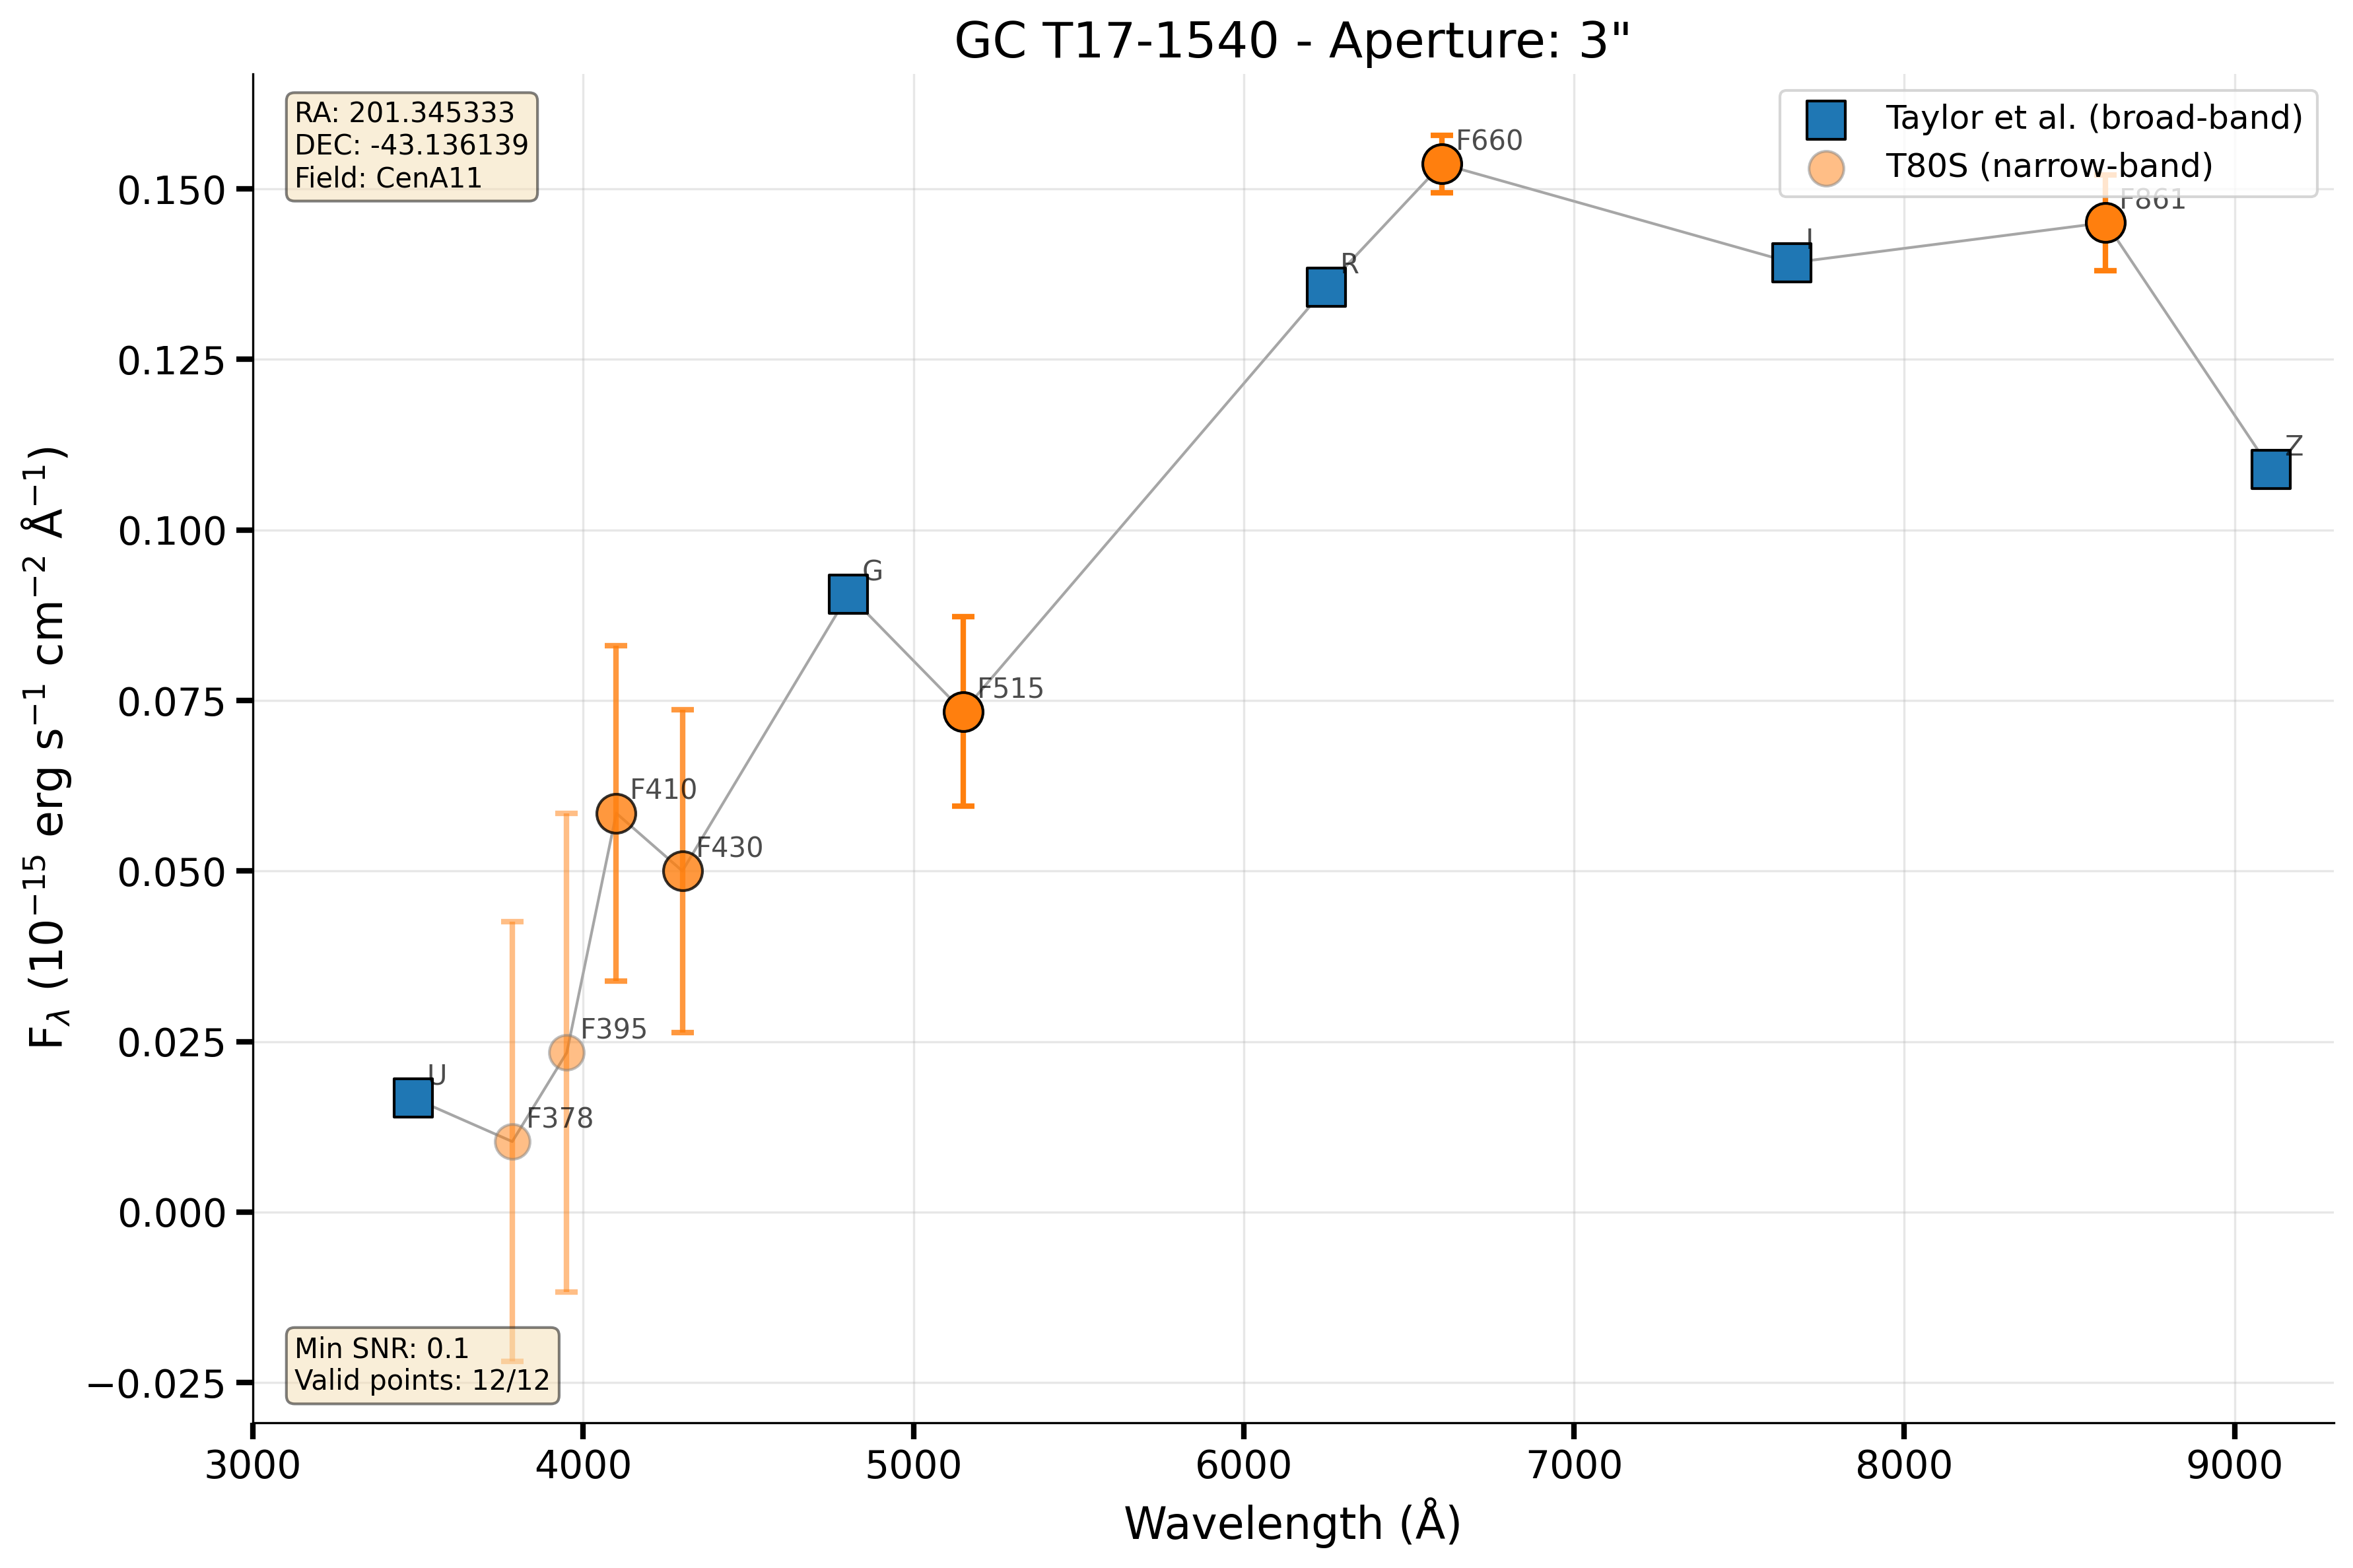 GC T17-1540 - Aperture: 3"
RA: 201.345333
DEC: -43.136139
Field: CenA11
Taylor et al. (broad-band)
T80S (narrow-band)
F660
F861
R
I
Z
G
F515
F410
F430
F395
F378
U
Min SNR: 0.1
Valid points: 12/12
0.150
0.125
0.100
0.075
0.050
0.025
0.000
−0.025
F_λ (10⁻¹⁵ erg s⁻¹ cm⁻² Å⁻¹)
3000 4000 5000 6000 7000 8000 9000
Wavelength (Å)